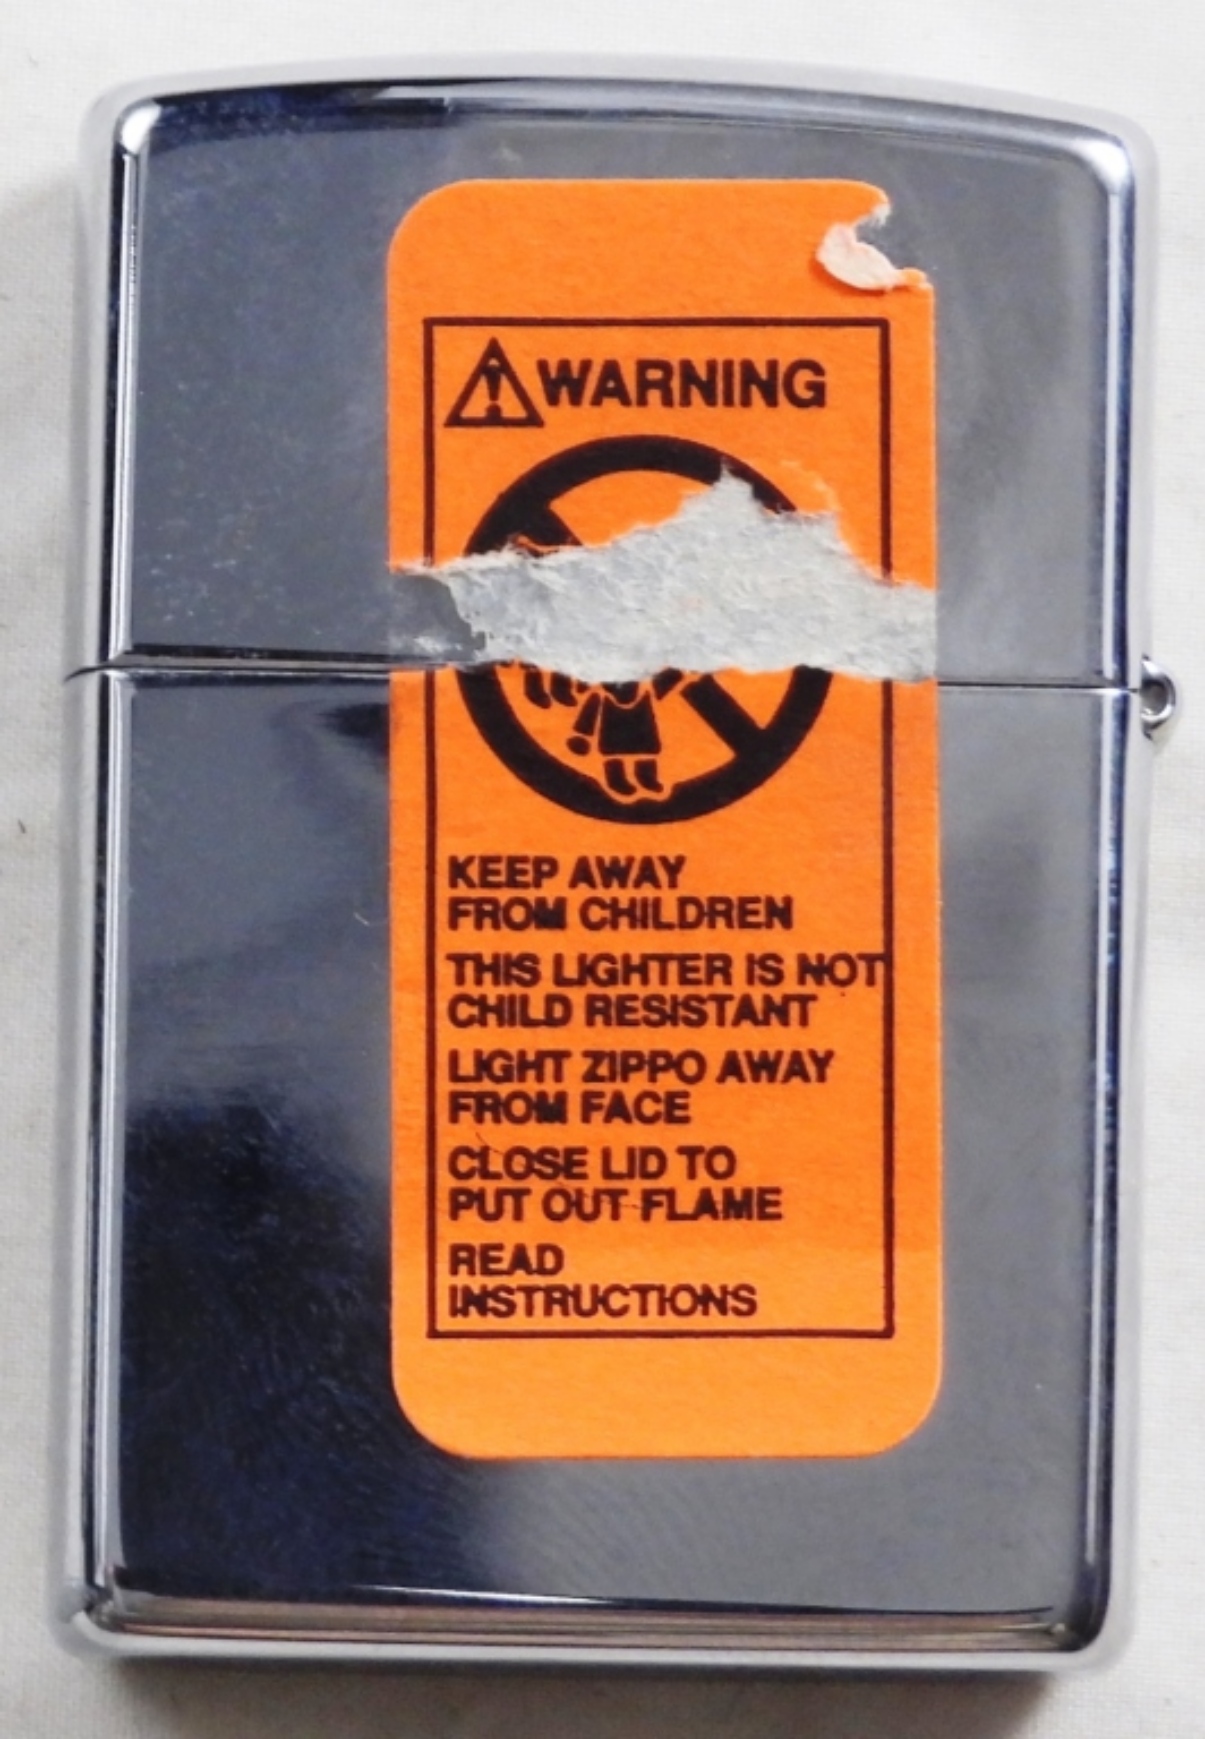 WARNING
KEEP AWAY
FROM CHILDREN
THIS LIGHTER IS NOT
CHILD RESISTANT
LIGHT ZIPPO AWAY
FROM FACE
CLOSE LID TO
PUT OUT FLAME
READ
INSTRUCTIONS